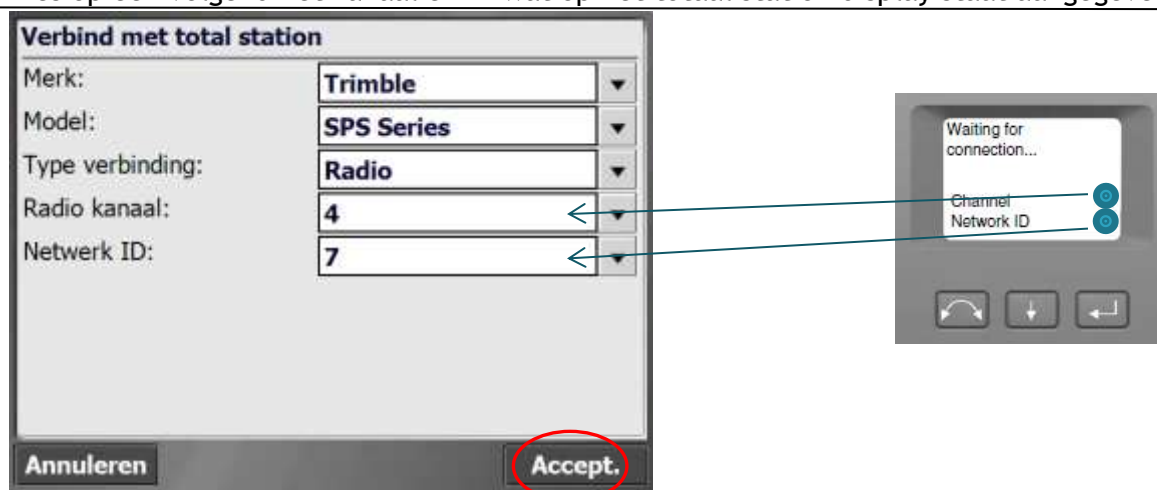 Verbind met total station
Merk:
Trimble
Model:
SPS Series
Type verbinding:
Radio
Radio kanaal:
4
Netwerk ID:
7
Annuleren
Accept.
Waiting for
connection...
Channel
Network ID